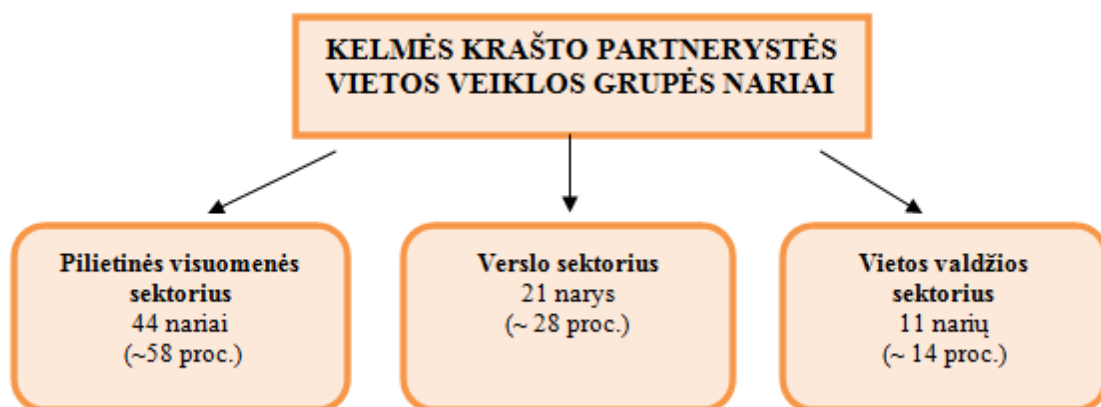 KELMĖS KRAŠTO PARTNERYSTĖS
VIETOS VEIKLOS GRUPĖS NARIAI
Pilietinės visuomenės
sektorius
44 nariai
(~58 proc.)
Verslo sektorius
21 narys
(~ 28 proc.)
Vietos valdžios
sektorius
11 narių
(~ 14 proc.)